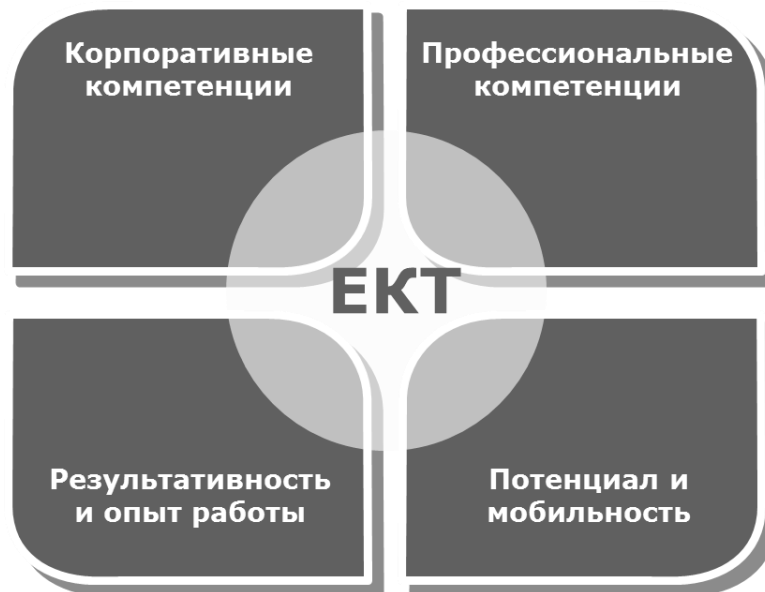 Корпоративные
компетенции
Профессиональные
компетенции
ЕКТ
Результативность
и опыт работы
Потенциал и
мобильность